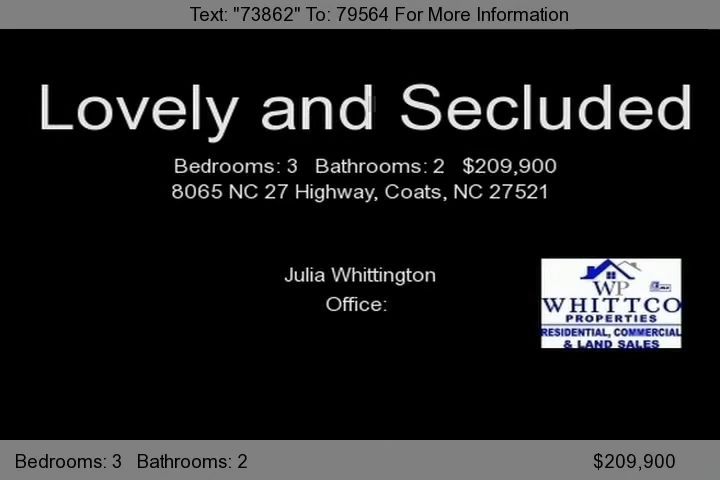 Text: "73862" To: 79564 For More Information
Lovely and Secluded
Bedrooms: 3 Bathrooms: 2 $209,900
8065 NC 27 Highway, Coats, NC 27521
Julia Whittington
Office:
WP
WHITTCO
PROPERTIES
RESIDENTIAL, COMMERCIAL
& LAND SALES
Bedrooms: 3 Bathrooms: 2 $209,900